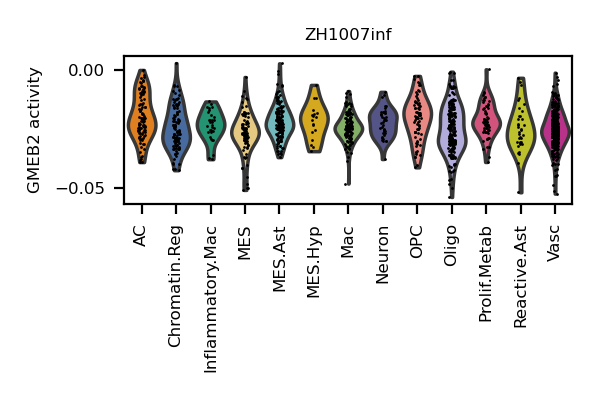 ZH1007inf
GMEB2 activity
0.00
−0.05
AC
Chromatin.Reg
Inflammatory.Mac
MES
MES.Ast
MES.Hyp
Mac
Neuron
OPC
Oligo
Prolif.Metab
Reactive.Ast
Vasc